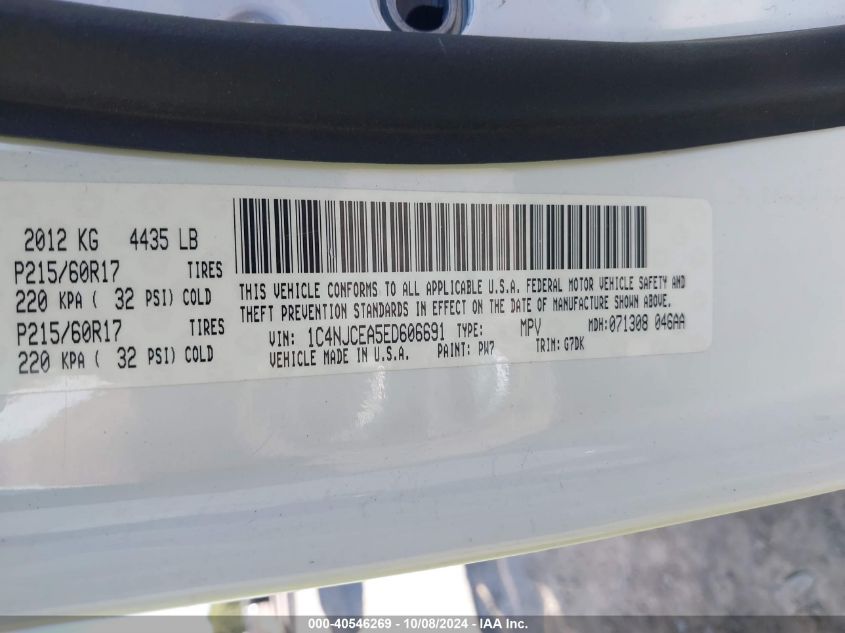 2012 KG 4435 LB
P215/60R17 TIRES
220 KPA ( 32 PSI) COLD
P215/60R17 TIRES
220 KPA ( 32 PSI) COLD
THIS VEHICLE CONFORMS TO ALL APPLICABLE U.S.A. FEDERAL MOTOR VEHICLE SAFETY AND
THEFT PREVENTION STANDARDS IN EFFECT ON THE DATE OF MANUFACTURE SHOWN ABOVE.
VIN: 1C4NJCEA5ED606691 TYPE: MPV MDH:071308 046AA
VEHICLE MADE IN U.S.A. PAINT: PW7 TRIM: G7DK
000-40546269 - 10/08/2024 - IAA Inc.